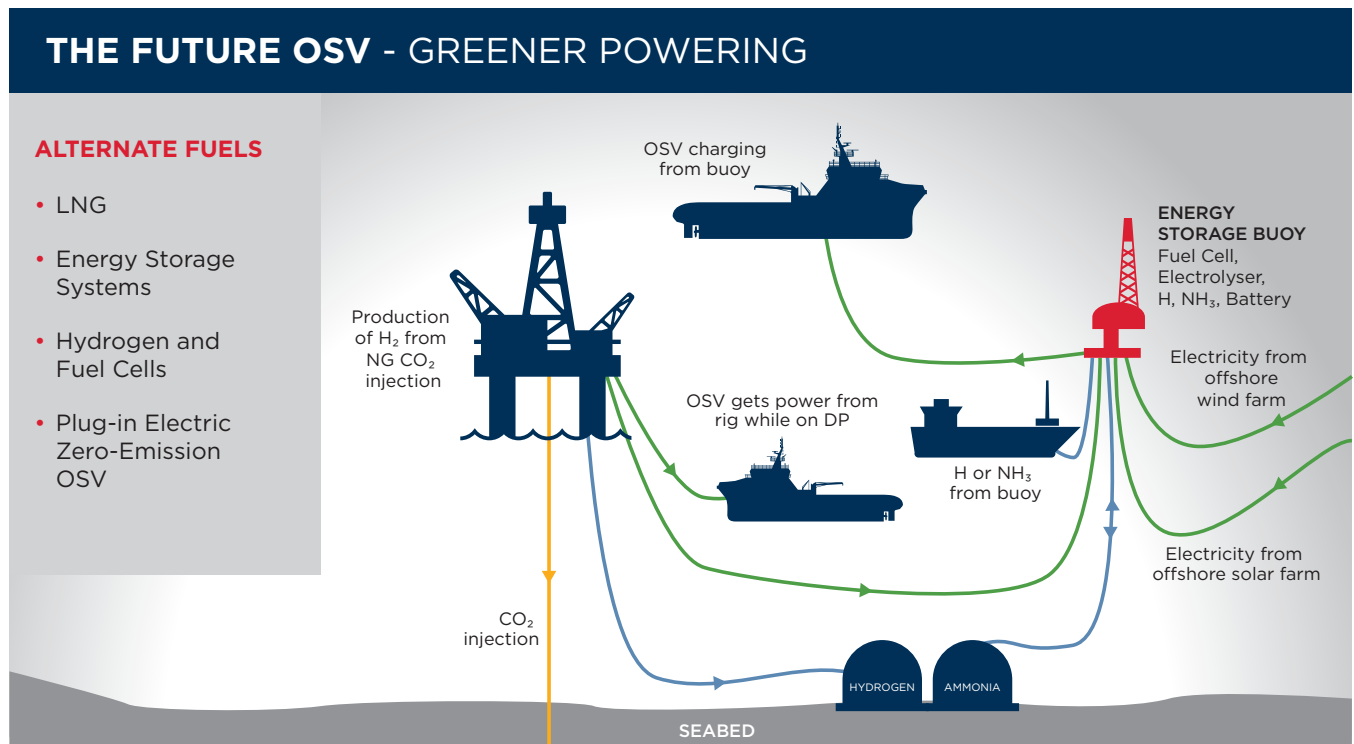 THE FUTURE OSV - GREENER POWERING
ALTERNATE FUELS
• LNG
• Energy Storage
Systems
• Hydrogen and
Fuel Cells
• Plug-in Electric
Zero-Emission
OSV
OSV charging
from buoy
ENERGY
STORAGE BUOY
Fuel Cell,
Electrolyser,
H, NH₃, Battery
Production
of H₂ from
NG CO₂
injection
Electricity from
offshore
wind farm
OSV gets power from
rig while on DP
H or NH₃
from buoy
Electricity from
offshore solar farm
CO₂
injection
HYDROGEN
AMMONIA
SEABED